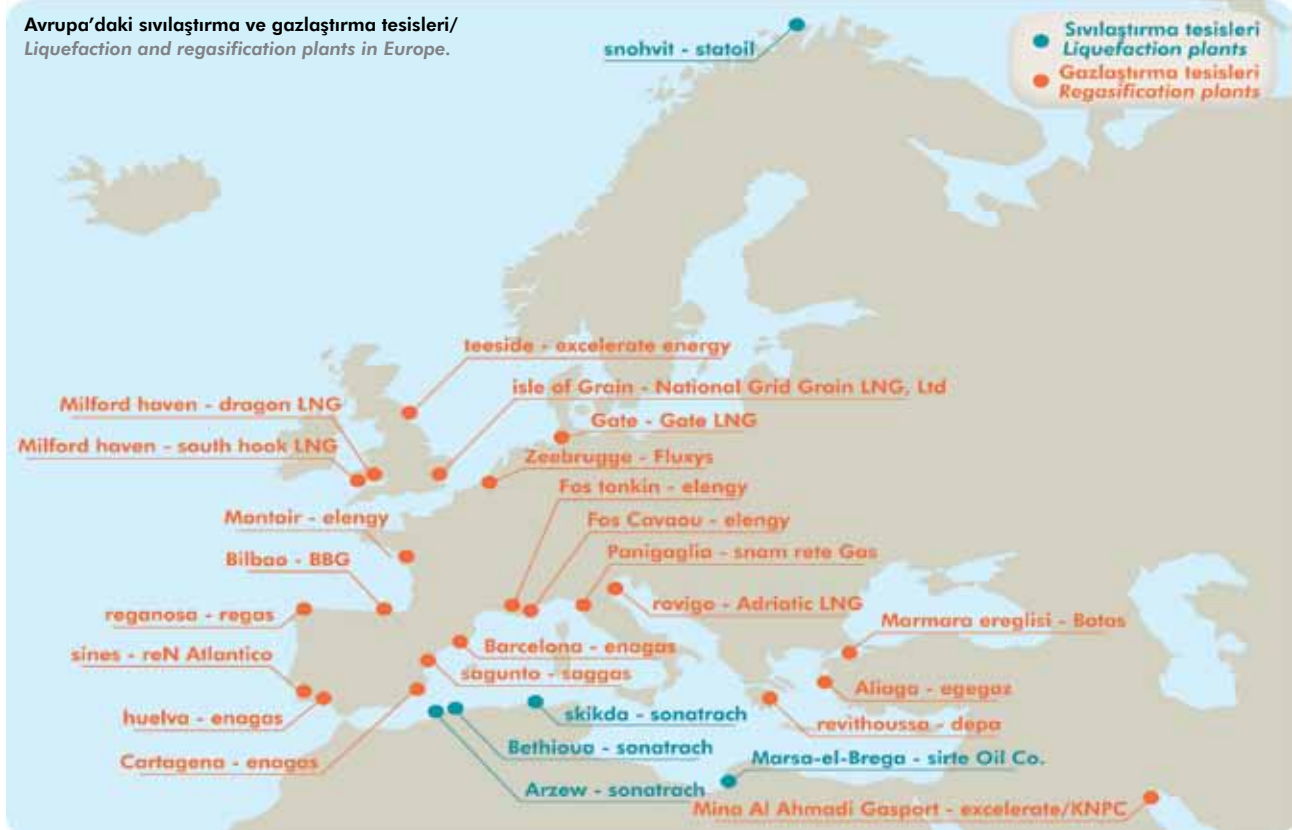 Avrupa’daki sıvılaştırma ve gazlaştırma tesisleri/
Liquefaction and regasification plants in Europe.
Sıvılaştırma tesisleri
Liquefaction plants
Gazlaştırma tesisleri
Regasification plants
snohvit - statoil
teeside - excelerate energy
isle of Grain - National Grid Grain LNG, Ltd
Milford haven - dragon LNG
Gate - Gate LNG
Milford haven - south hook LNG
Zeebrugge - Fluxys
Fos tonkin - elengy
Montoir - elengy
Fos Cavaou - elengy
Bilbao - BBG
Panigaglia - snam rete Gas
reganosa - regas
rovigo - Adriatic LNG
Marmara ereglisi - Botas
sines - reN Atlantico
Barcelona - enagas
sagunto - saggas
Aliaga - egegaz
huelva - enagas
skikda - sonatrach
revithoussa - depa
Cartagena - enagas
Bethioua - sonatrach
Marsa-el-Brega - sirte Oil Co.
Arzew - sonatrach
Mina Al Ahmadi Gasport - excelerate/KNPC